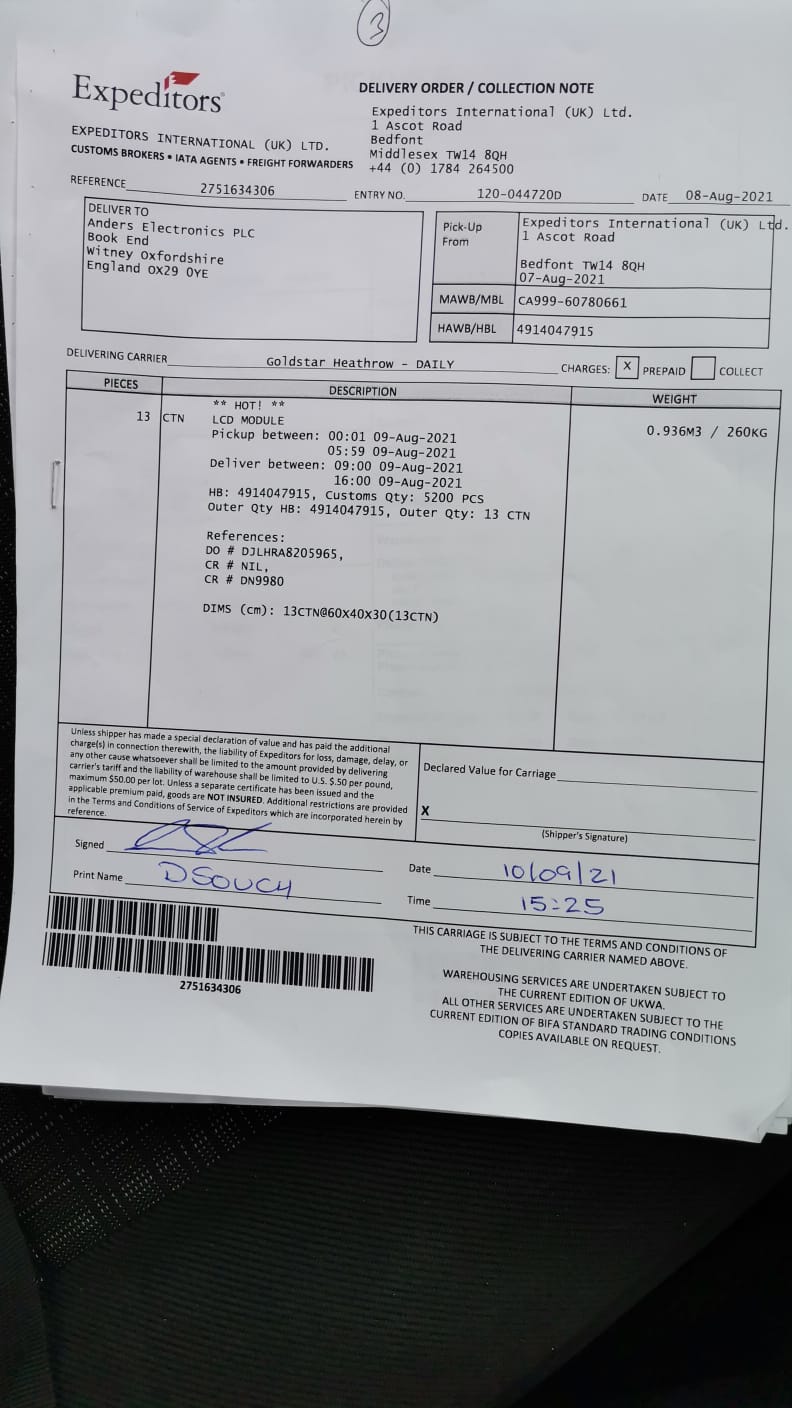 3
Expeditors
DELIVERY ORDER / COLLECTION NOTE
EXPEDITORS INTERNATIONAL (UK) LTD.
CUSTOMS BROKERS • IATA AGENTS • FREIGHT FORWARDERS
Expeditors International (UK) Ltd.
1 Ascot Road
Bedfont
Middlesex TW14 8QH
+44 (0) 1784 264500
REFERENCE 2751634306 ENTRY NO. 120-044720D DATE 08-Aug-2021
DELIVER TO
Anders Electronics PLC
Book End
Witney Oxfordshire
England OX29 0YE
Pick-Up From
Expeditors International (UK) Ltd.
1 Ascot Road
Bedfont TW14 8QH
07-Aug-2021
MAWB/MBL CA999-60780661
HAWB/HBL 4914047915
DELIVERING CARRIER Goldstar Heathrow - DAILY CHARGES: X PREPAID COLLECT
PIECES DESCRIPTION WEIGHT
** HOT! **
13 CTN LCD MODULE 0.936M3 / 260KG
Pickup between: 00:01 09-Aug-2021
05:59 09-Aug-2021
Deliver between: 09:00 09-Aug-2021
16:00 09-Aug-2021
HB: 4914047915, Customs Qty: 5200 PCS
Outer Qty HB: 4914047915, Outer Qty: 13 CTN
References:
DO # DJLHRA8205965,
CR # NIL,
CR # DN9980
DIMS (cm): 13CTN@60X40X30(13CTN)
Unless shipper has made a special declaration of value and has paid the additional
charge(s) in connection therewith, the liability of Expeditors for loss, damage, delay, or
any other cause whatsoever shall be limited to the amount provided by delivering
carrier's tariff and the liability of warehouse shall be limited to U.S. $.50 per pound,
maximum $50.00 per lot. Unless a separate certificate has been issued and the
applicable premium paid, goods are NOT INSURED. Additional restrictions are provided
in the Terms and Conditions of Service of Expeditors which are incorporated herein by
reference.
Declared Value for Carriage
X
(Shipper's Signature)
Signed
Print Name DSOUCH
Date 10/09/21
Time 15:25
2751634306
THIS CARRIAGE IS SUBJECT TO THE TERMS AND CONDITIONS OF
THE DELIVERING CARRIER NAMED ABOVE.
WAREHOUSING SERVICES ARE UNDERTAKEN SUBJECT TO
THE CURRENT EDITION OF UKWA.
ALL OTHER SERVICES ARE UNDERTAKEN SUBJECT TO THE
CURRENT EDITION OF BIFA STANDARD TRADING CONDITIONS
COPIES AVAILABLE ON REQUEST.